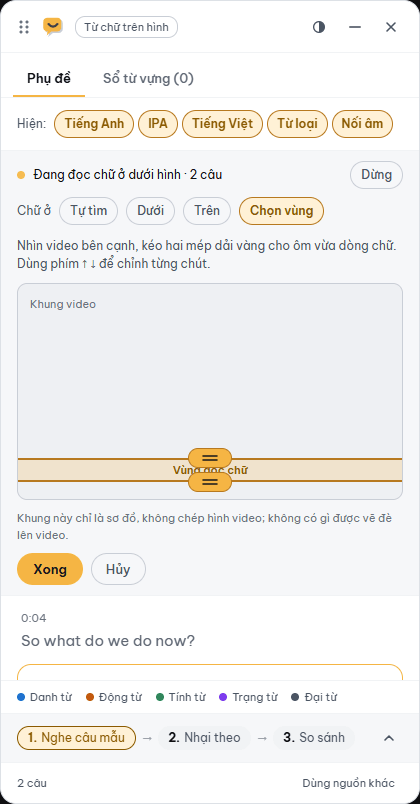 Từ chữ trên hình
Phụ đề Sổ từ vựng (0)
Hiện: Tiếng Anh IPA Tiếng Việt Từ loại Nối âm
Đang đọc chữ ở dưới hình · 2 câu Dừng
Chữ ở Tự tìm Dưới Trên Chọn vùng
Nhìn video bên cạnh, kéo hai mép dải vàng cho ôm vừa dòng chữ.
Dùng phím ↑ ↓ để chỉnh từng chút.
Khung video
Vùng đọc chữ
Khung này chỉ là sơ đồ, không chép hình video; không có gì được vẽ đè
lên video.
Xong Hủy
0:04
So what do we do now?
Danh từ Động từ Tính từ Trạng từ Đại từ
1. Nghe câu mẫu → 2. Nhại theo → 3. So sánh
2 câu Dùng nguồn khác